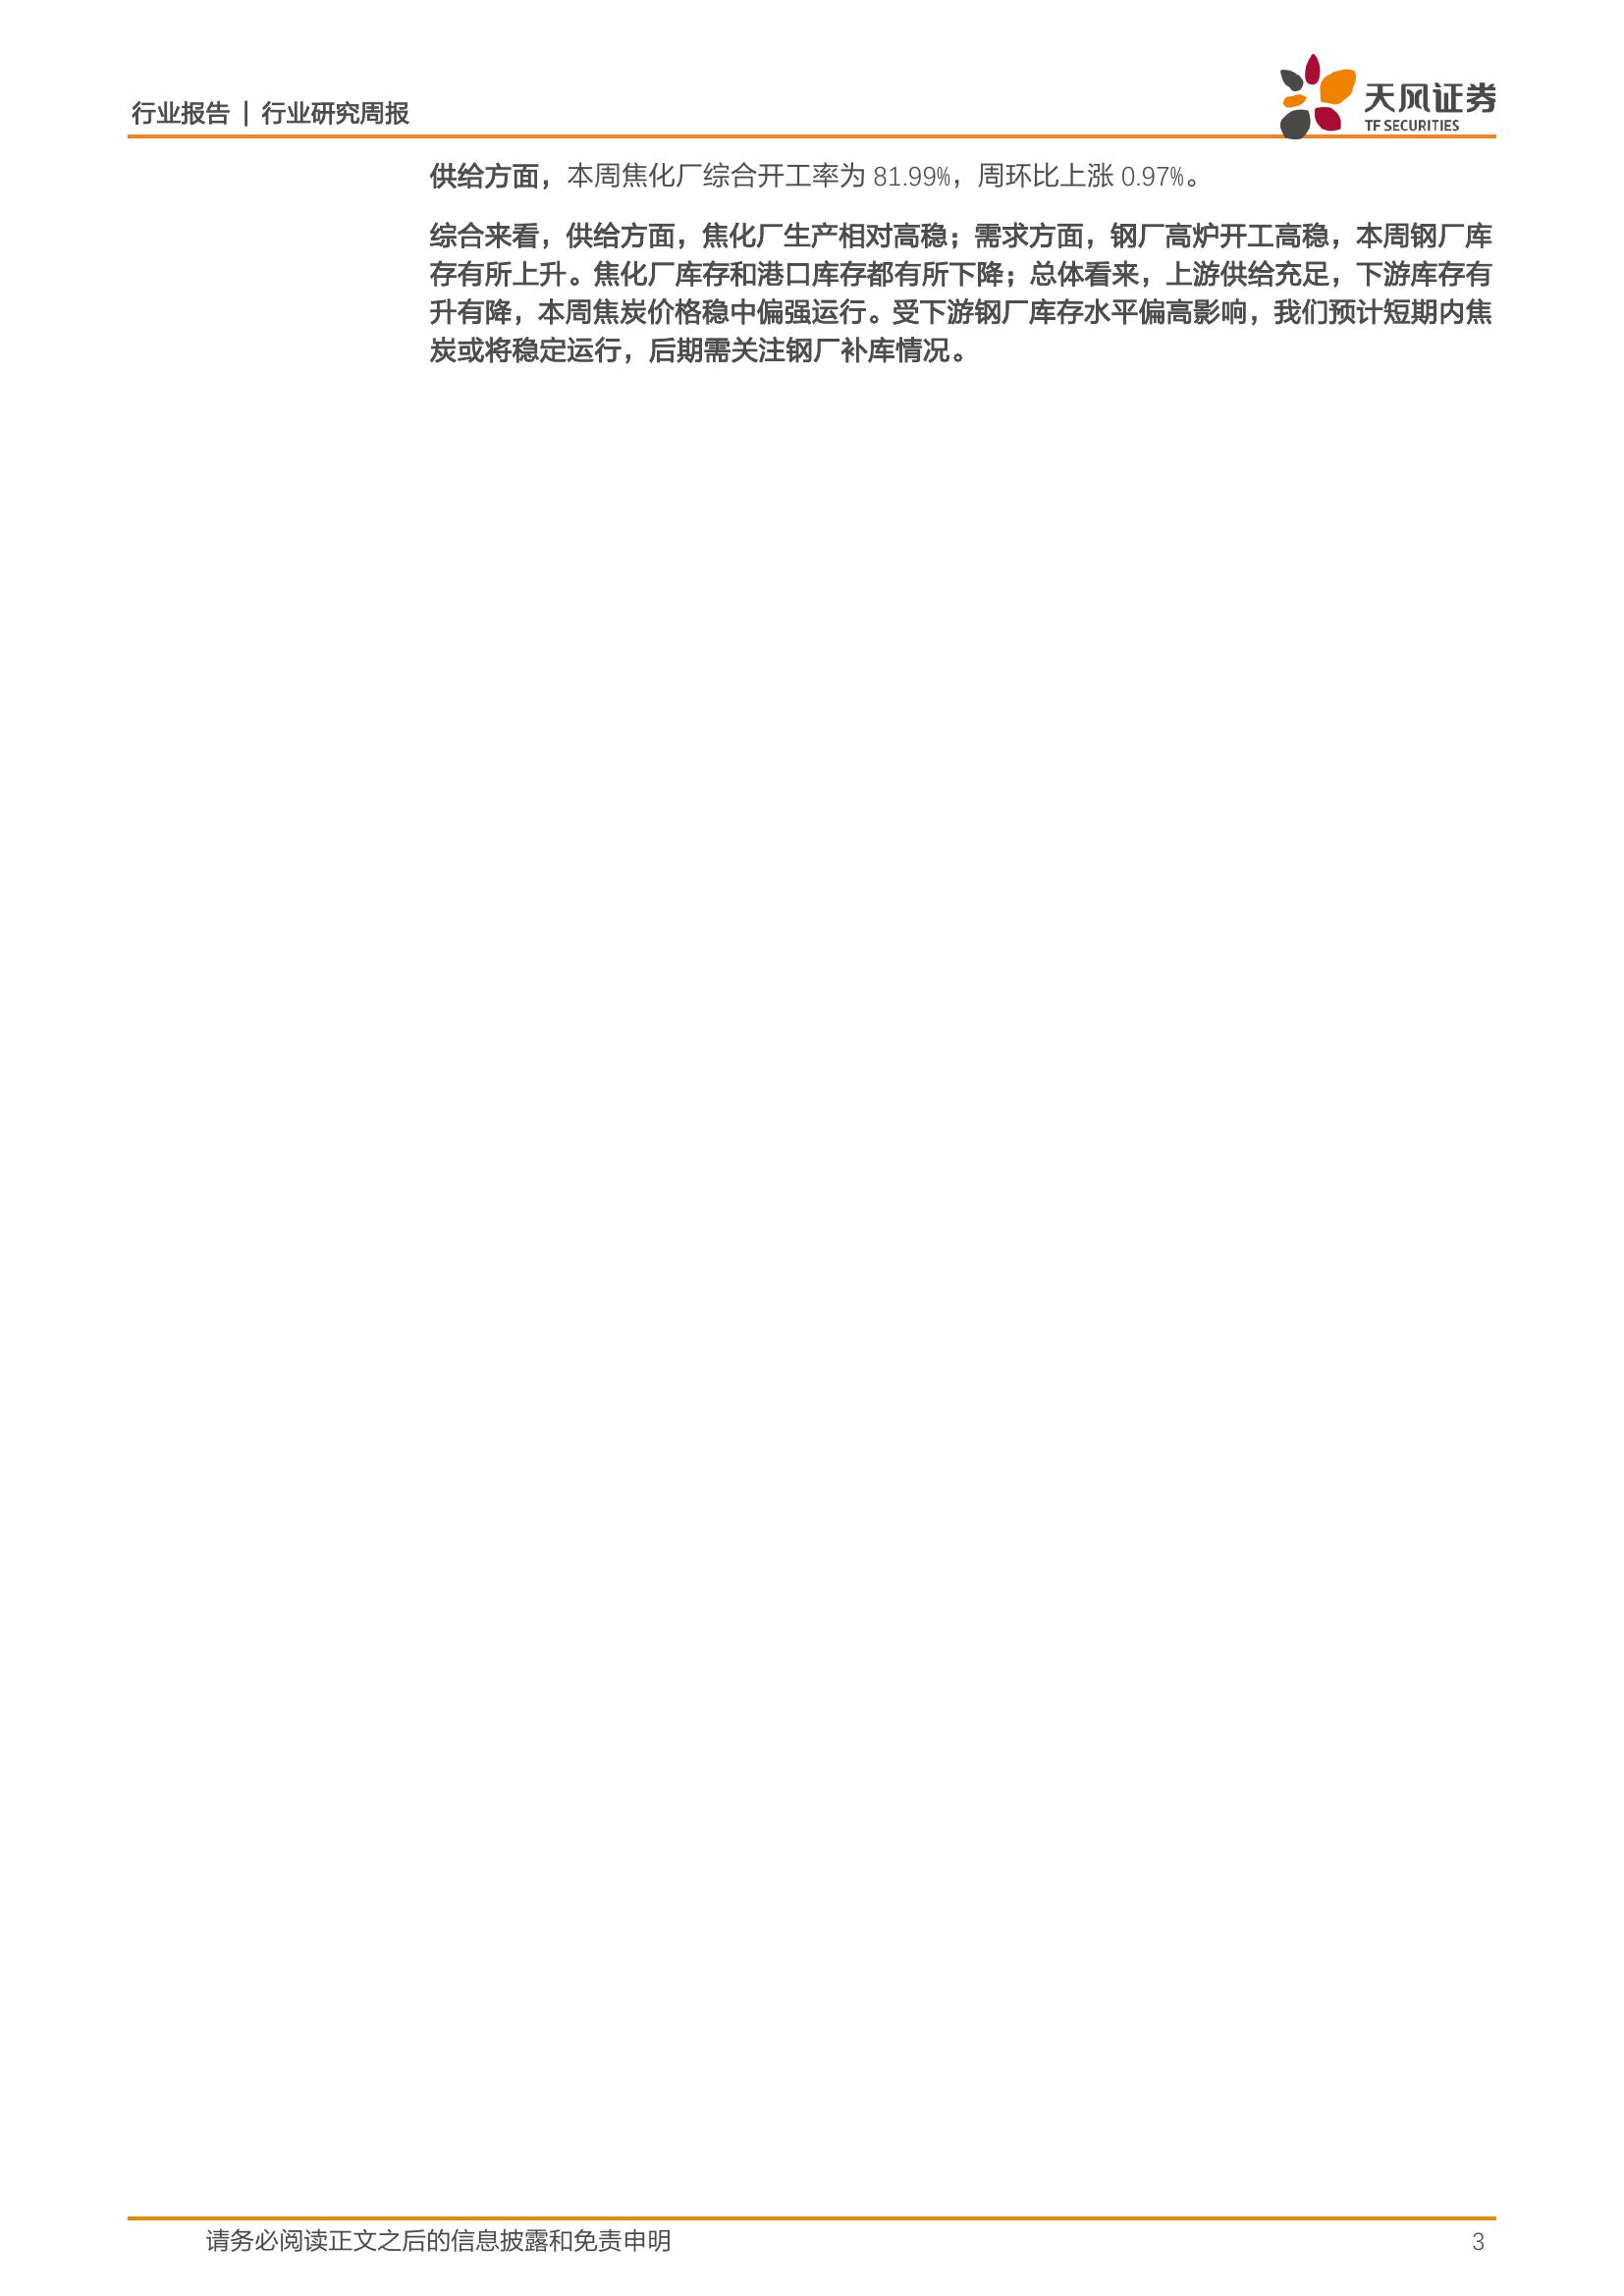 行业报告 | 行业研究周报
天风证券
TF SECURITIES
供给方面，本周焦化厂综合开工率为 81.99%，周环比上涨 0.97%。
综合来看，供给方面，焦化厂生产相对高稳；需求方面，钢厂高炉开工高稳，本周钢厂库
存有所上升。焦化厂库存和港口库存都有所下降；总体看来，上游供给充足，下游库存有
升有降，本周焦炭价格稳中偏强运行。受下游钢厂库存水平偏高影响，我们预计短期内焦
炭或将稳定运行，后期需关注钢厂补库情况。
请务必阅读正文之后的信息披露和免责申明
3